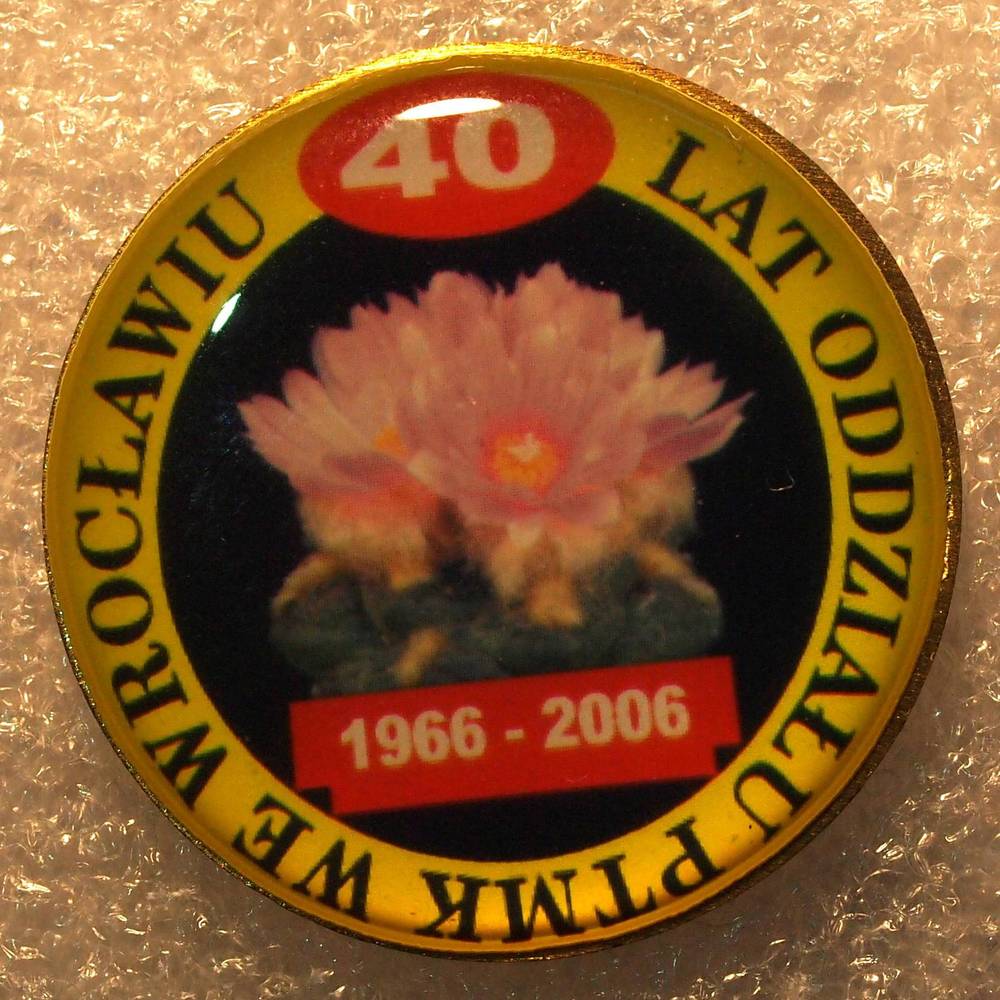 40
LAT ODDZIAŁU PTMK WE WROCŁAWIU
1966 - 2006